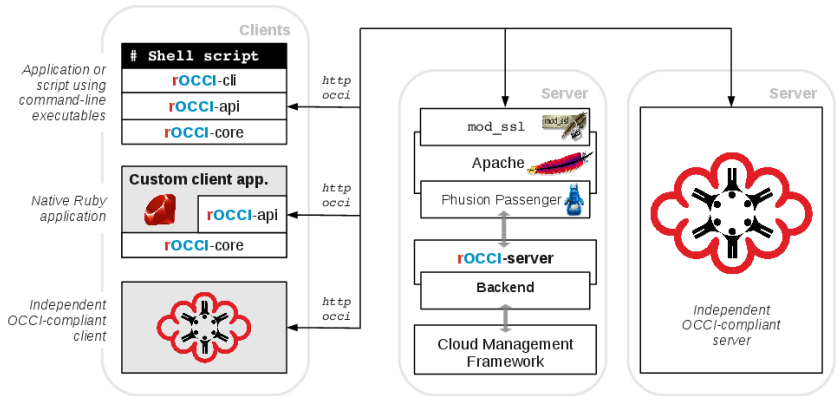 Clients
Application or
script using
command-line
executables
# Shell script
rOCCI-cli
rOCCI-api
rOCCI-core
http
occi
Native Ruby
application
Custom client app.
rOCCI-api
rOCCI-core
http
occi
Independent
OCCI-compliant
client
http
occi
Server
mod_ssl
mod_ssl
Apache
Phusion Passenger
rOCCI-server
Backend
Cloud Management
Framework
Server
Independent
OCCI-compliant
server